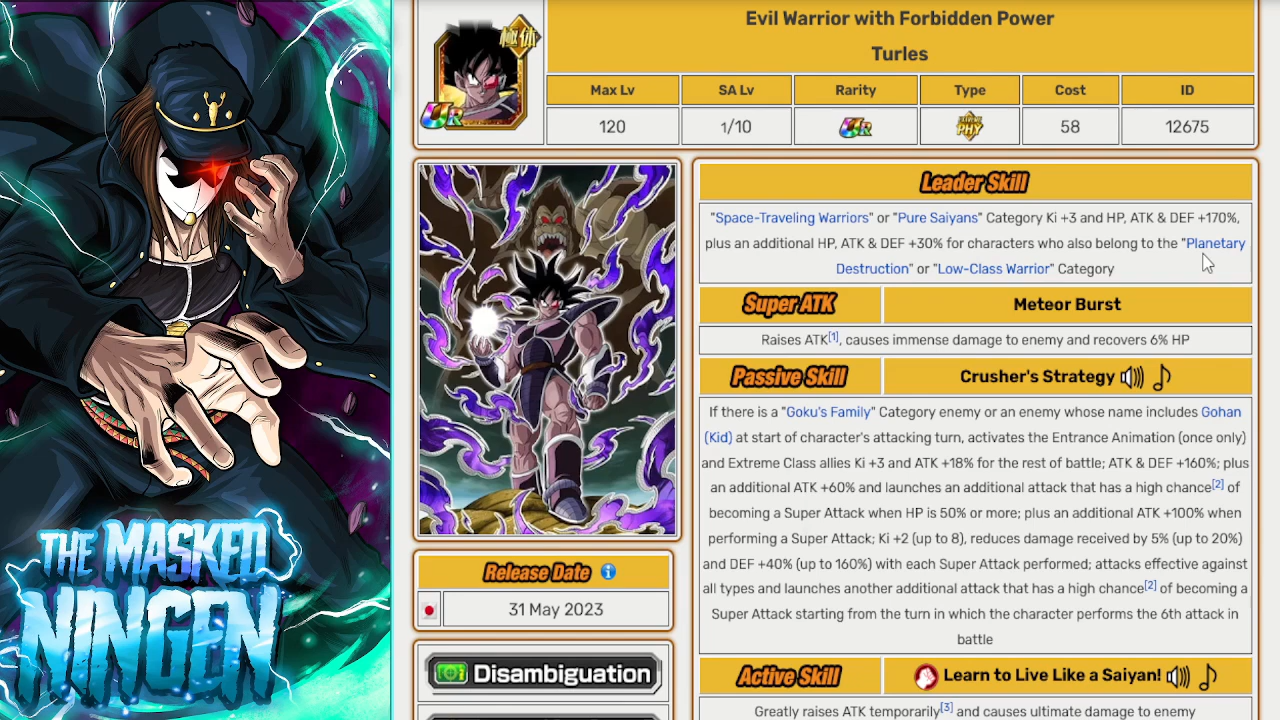 Evil Warrior with Forbidden Power
Turles
Max Lv SA Lv Rarity Type Cost ID
120 1/10 UR EXTREME PHY 58 12675
極体
UR
Leader Skill
"Space-Traveling Warriors" or "Pure Saiyans" Category Ki +3 and HP, ATK & DEF +170%,
plus an additional HP, ATK & DEF +30% for characters who also belong to the "Planetary
Destruction" or "Low-Class Warrior" Category
Super ATK Meteor Burst
Raises ATK[1], causes immense damage to enemy and recovers 6% HP
Passive Skill Crusher's Strategy
If there is a "Goku's Family" Category enemy or an enemy whose name includes Gohan
(Kid) at start of character's attacking turn, activates the Entrance Animation (once only)
and Extreme Class allies Ki +3 and ATK +18% for the rest of battle; ATK & DEF +160%; plus
an additional ATK +60% and launches an additional attack that has a high chance[2] of
becoming a Super Attack when HP is 50% or more; plus an additional ATK +100% when
performing a Super Attack; Ki +2 (up to 8), reduces damage received by 5% (up to 20%)
and DEF +40% (up to 160%) with each Super Attack performed; attacks effective against
all types and launches another additional attack that has a high chance[2] of becoming a
Super Attack starting from the turn in which the character performs the 6th attack in
battle
Active Skill Learn to Live Like a Saiyan!
Greatly raises ATK temporarily[3] and causes ultimate damage to enemy
Release Date
31 May 2023
Disambiguation
THE MASKED
NINGEN